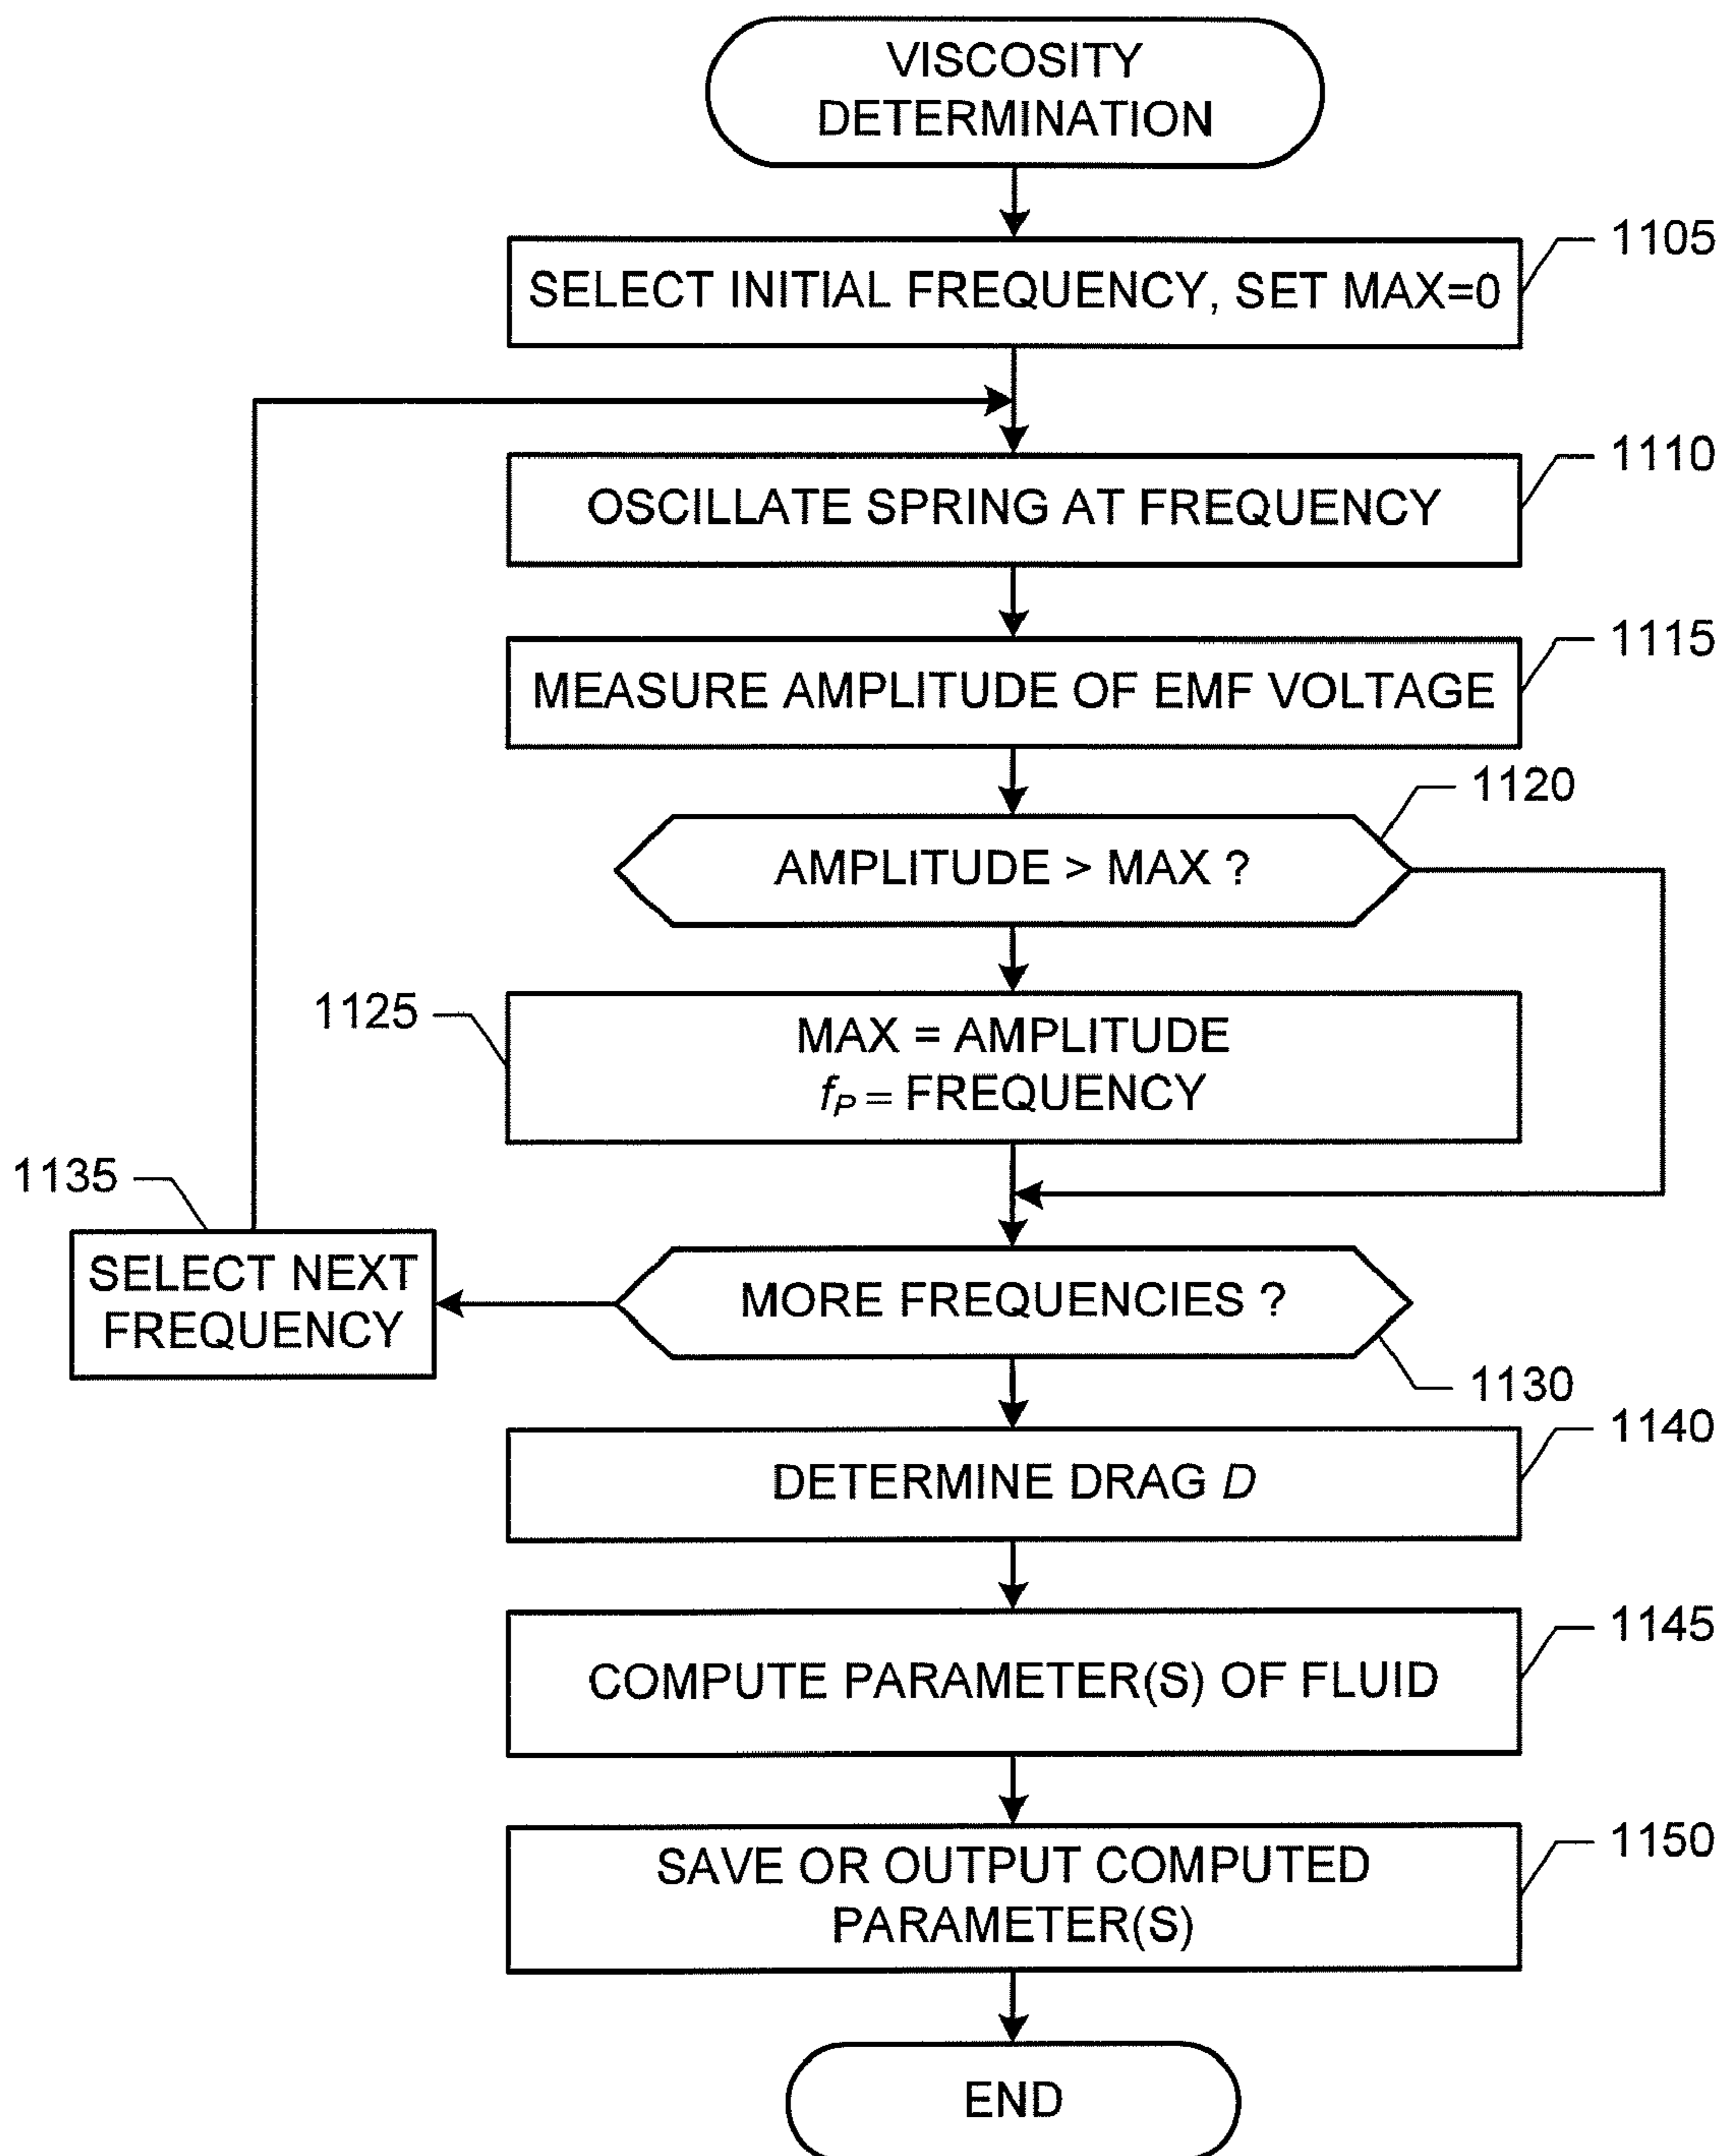 VISCOSITY
DETERMINATION
1105
SELECT INITIAL FREQUENCY, SET MAX=0
1110
OSCILLATE SPRING AT FREQUENCY
1115
MEASURE AMPLITUDE OF EMF VOLTAGE
1120
AMPLITUDE > MAX ?
1125
MAX = AMPLITUDE
fP = FREQUENCY
1135
SELECT NEXT
FREQUENCY
MORE FREQUENCIES ?
1130
1140
DETERMINE DRAG D
1145
COMPUTE PARAMETER(S) OF FLUID
1150
SAVE OR OUTPUT COMPUTED
PARAMETER(S)
END